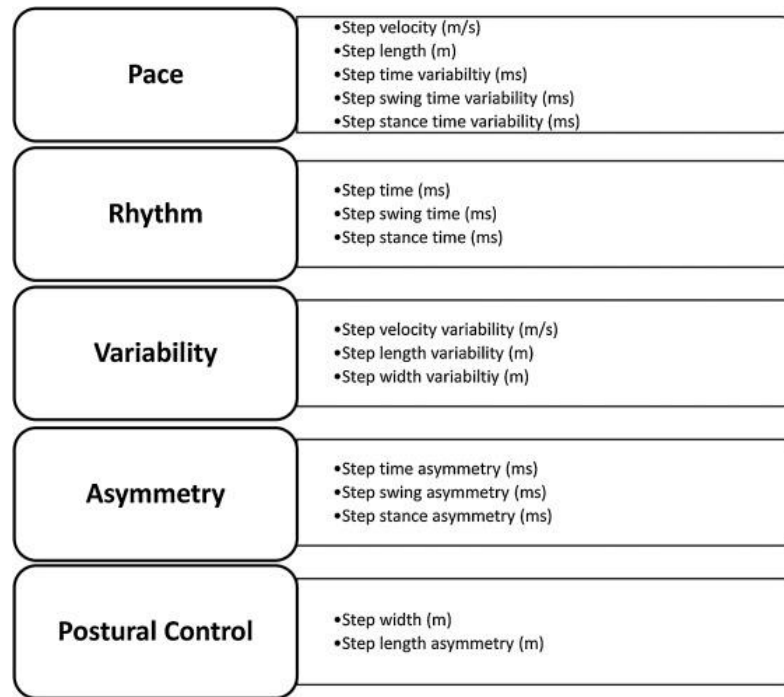 Pace
•Step velocity (m/s)
•Step length (m)
•Step time variabiltiy (ms)
•Step swing time variability (ms)
•Step stance time variability (ms)
Rhythm
•Step time (ms)
•Step swing time (ms)
•Step stance time (ms)
Variability
•Step velocity variability (m/s)
•Step length variability (m)
•Step width variabiltiy (m)
Asymmetry
•Step time asymmetry (ms)
•Step swing asymmetry (ms)
•Step stance asymmetry (ms)
Postural Control
•Step width (m)
•Step length asymmetry (m)